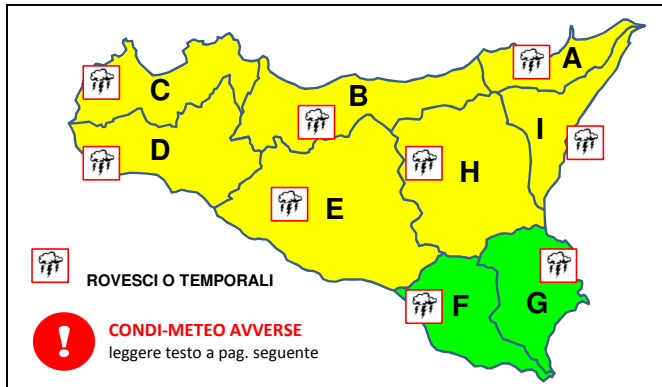 A
C
B
I
D
H
E
F
G
ROVESCI O TEMPORALI
!
CONDI-METEO AVVERSE
leggere testo a pag. seguente